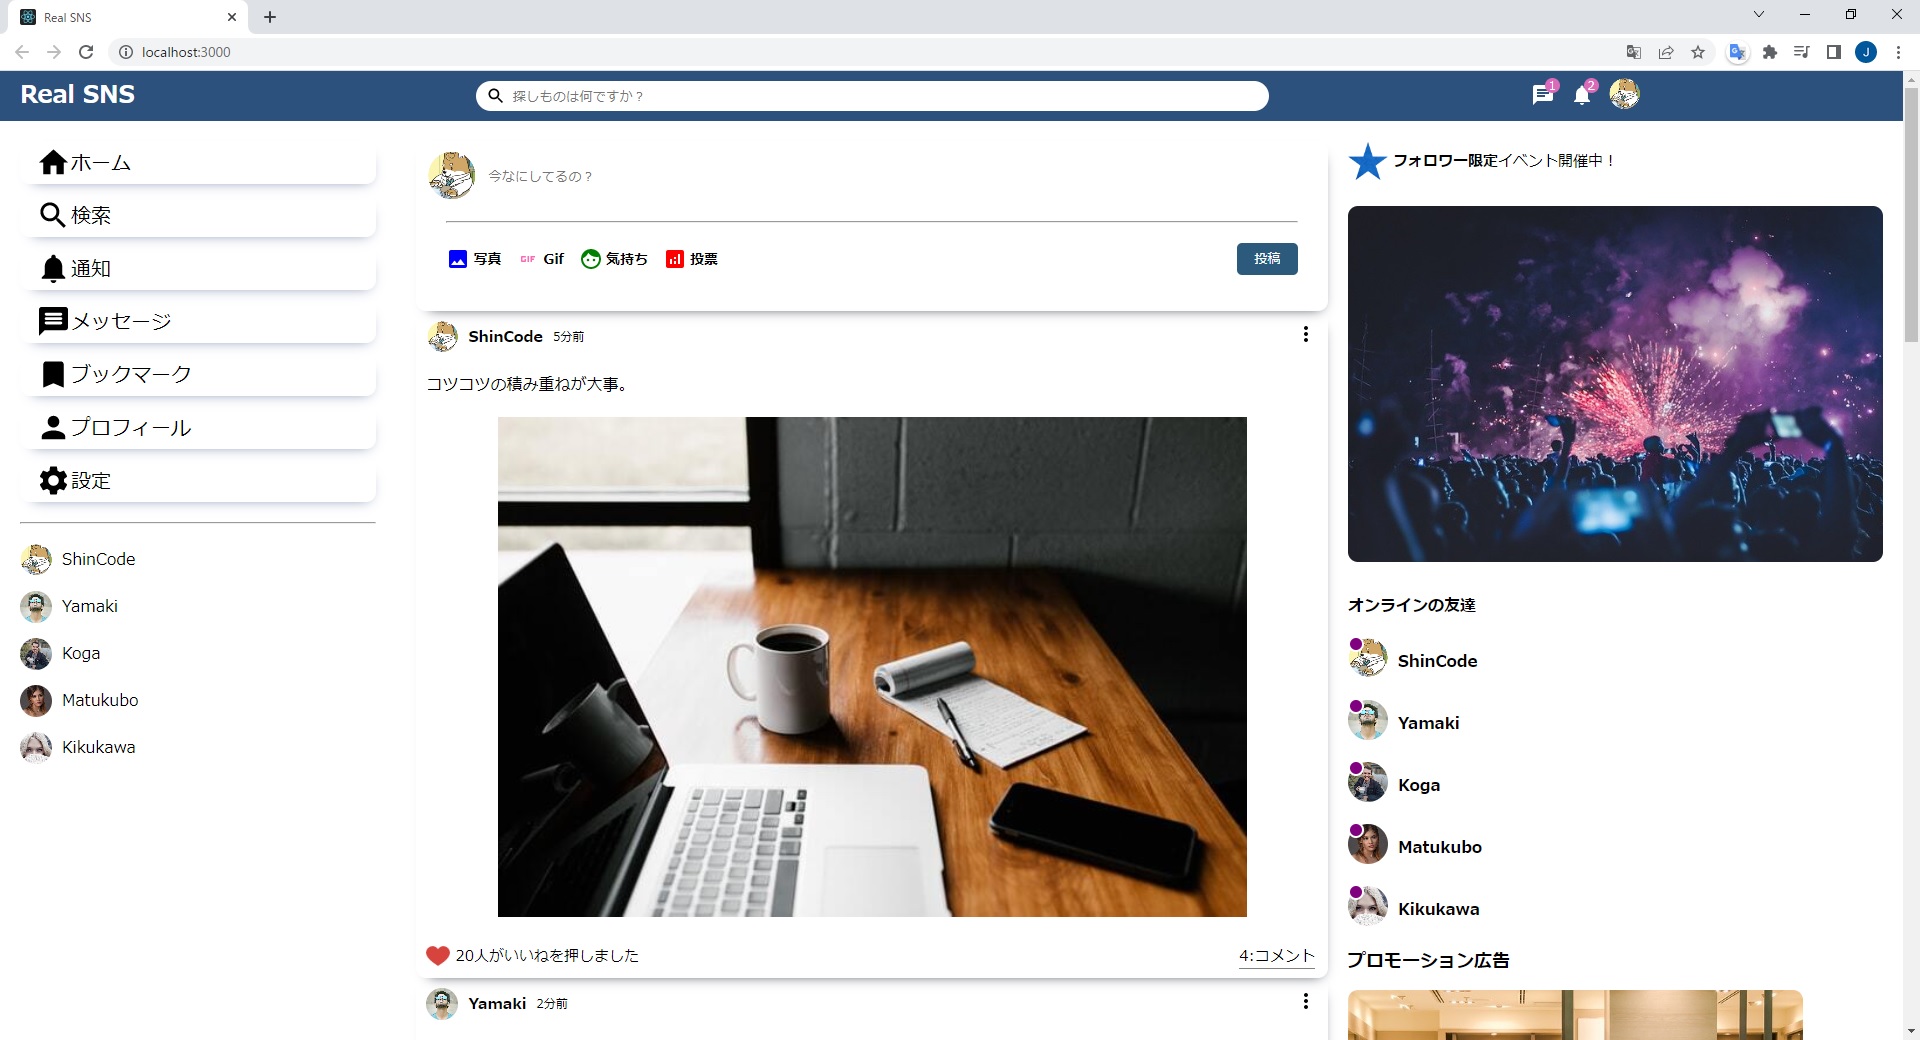 Real SNS
localhost:3000
J
Real SNS
探しものは何ですか？
1
2
ホーム
検索
通知
メッセージ
ブックマーク
プロフィール
設定
ShinCode
Yamaki
Koga
Matukubo
Kikukawa
今なにしてるの？
写真
GIF Gif
気持ち
投票
投稿
ShinCode 5分前
コツコツの積み重ねが大事。
20人がいいねを押しました
4:コメント
Yamaki 2分前
フォロワー限定イベント開催中！
オンラインの友達
ShinCode
Yamaki
Koga
Matukubo
Kikukawa
プロモーション広告